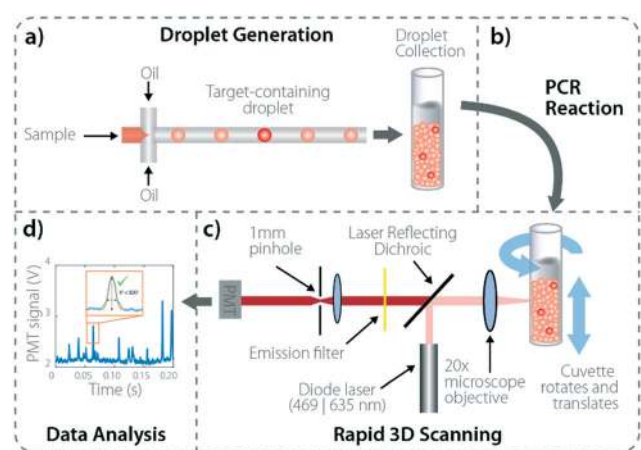 a)
Droplet Generation
Oil
Sample
Oil
Target-containing
droplet
Droplet
Collection
b)
PCR
Reaction
c)
1mm
pinhole
Laser Reflecting
Dichroic
PMT
Emission filter
Diode laser
(469 | 635 nm)
20x
microscope
objective
Cuvette
rotates and
translates
Rapid 3D Scanning
d)
PMT signal (V)
4
3
2
0
0.05
0.10
0.15
0.20
Time (s)
Data Analysis